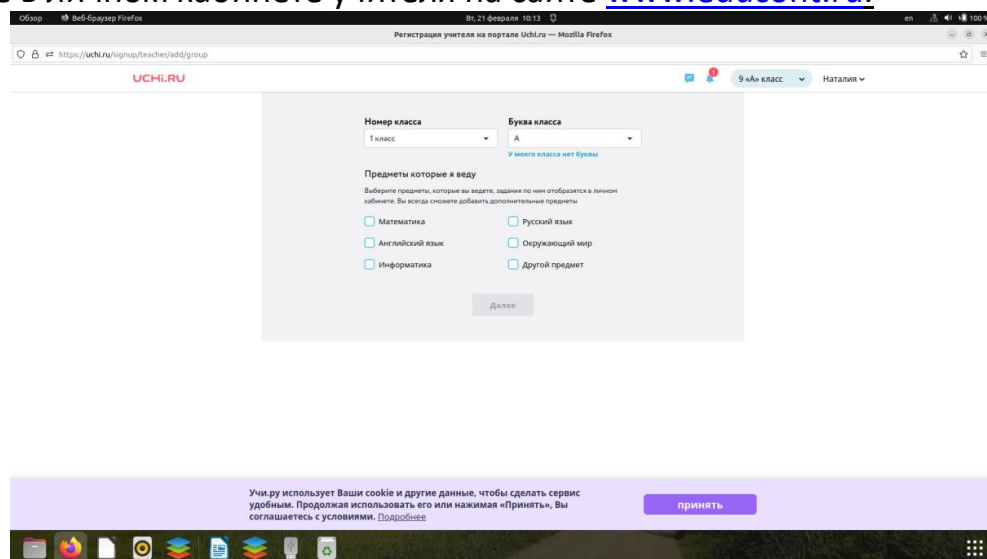 в личном кабинете учителя на сайте www.educont.ru.
Обзор Веб-браузер Firefox Вт, 21 февраля 10:13 en 100 %
Регистрация учителя на портале Uchi.ru — Mozilla Firefox
https://uchi.ru/signup/teacher/add/group
UCHi.RU 1 9 «А» класс Наталия
Номер класса Буква класса
1 класс А
У моего класса нет буквы
Предметы которые я веду
Выберите предметы, которые вы ведете, задания по ним отобразятся в личном
кабинете. Вы всегда сможете добавить дополнительные предметы
Математика Русский язык
Английский язык Окружающий мир
Информатика Другой предмет
Далее
Учи.ру использует Ваши cookie и другие данные, чтобы сделать сервис
удобным. Продолжая использовать его или нажимая «Принять», Вы
соглашаетесь с условиями. Подробнее
принять